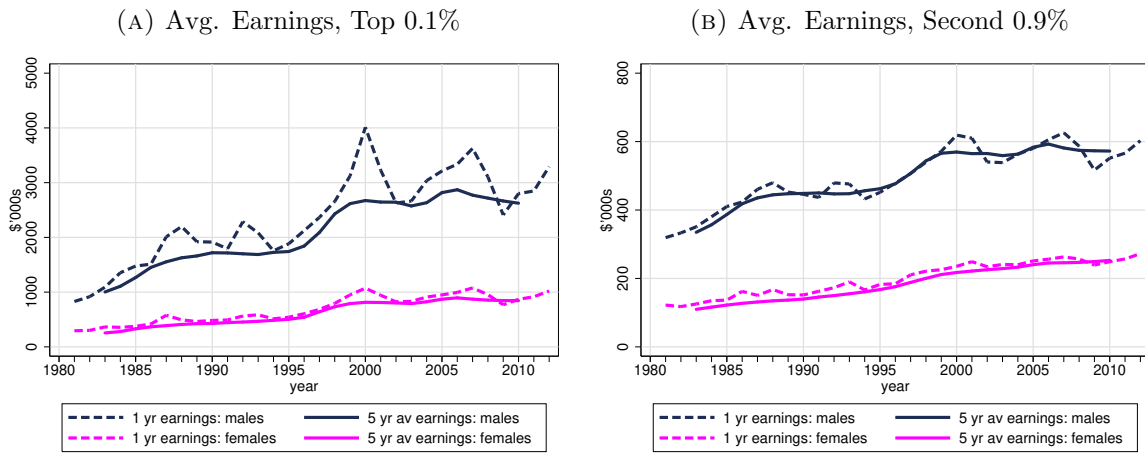 (A) Avg. Earnings, Top 0.1%
5000
4000
3000
2000
1000
0
$'000s
1980 1985 1990 1995 2000 2005 2010
year
1 yr earnings: males 5 yr av earnings: males
1 yr earnings: females 5 yr av earnings: females
(B) Avg. Earnings, Second 0.9%
800
600
400
200
0
$'000s
1980 1985 1990 1995 2000 2005 2010
year
1 yr earnings: males 5 yr av earnings: males
1 yr earnings: females 5 yr av earnings: females